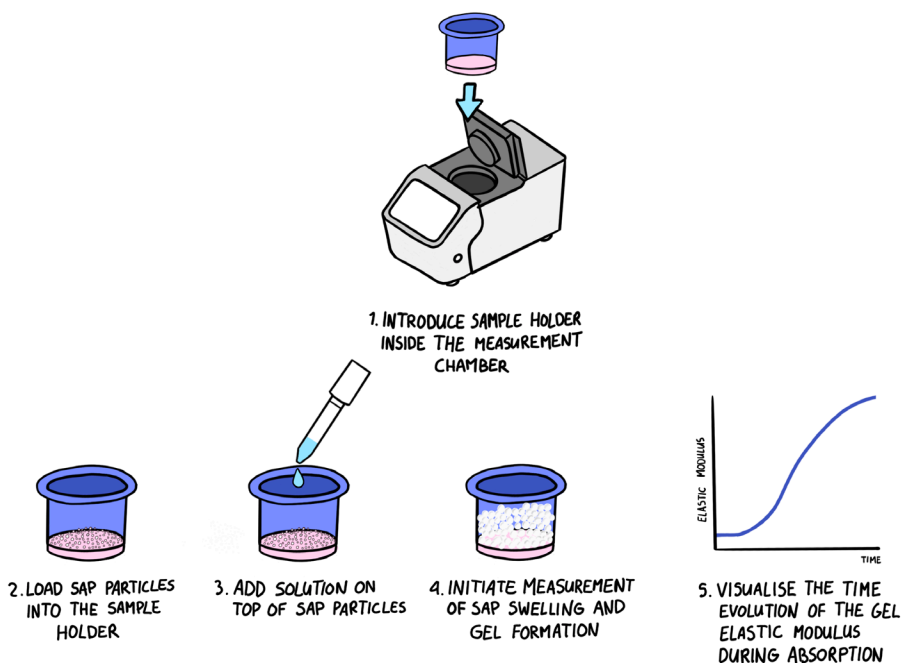 1. INTRODUCE SAMPLE HOLDER
INSIDE THE MEASUREMENT
CHAMBER
2. LOAD SAP PARTICLES
INTO THE SAMPLE
HOLDER
3. ADD SOLUTION ON
TOP OF SAP PARTICLES
4. INITIATE MEASUREMENT
OF SAP SWELLING AND
GEL FORMATION
ELASTIC MODULUS
TIME
5. VISUALISE THE TIME
EVOLUTION OF THE GEL
ELASTIC MODULUS
DURING ABSORPTION